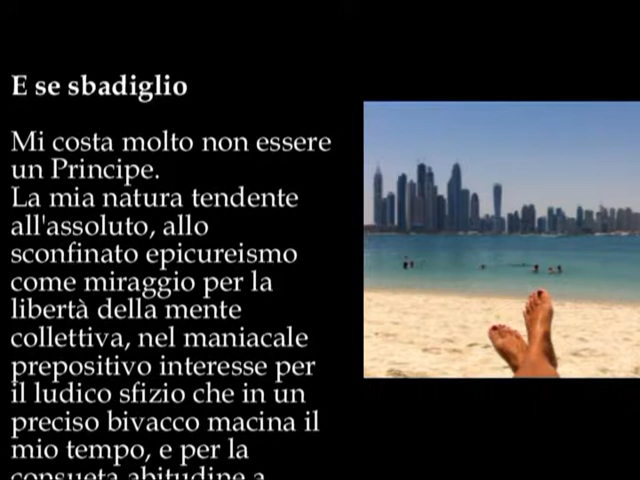 E se sbadiglio
Mi costa molto non essere
un Principe.
La mia natura tendente
all'assoluto, allo
sconfinato epicureismo
come miraggio per la
libertà della mente
collettiva, nel maniacale
prepositivo interesse per
il ludico sfizio che in un
preciso bivacco macina il
mio tempo, e per la
consueta abitudine a